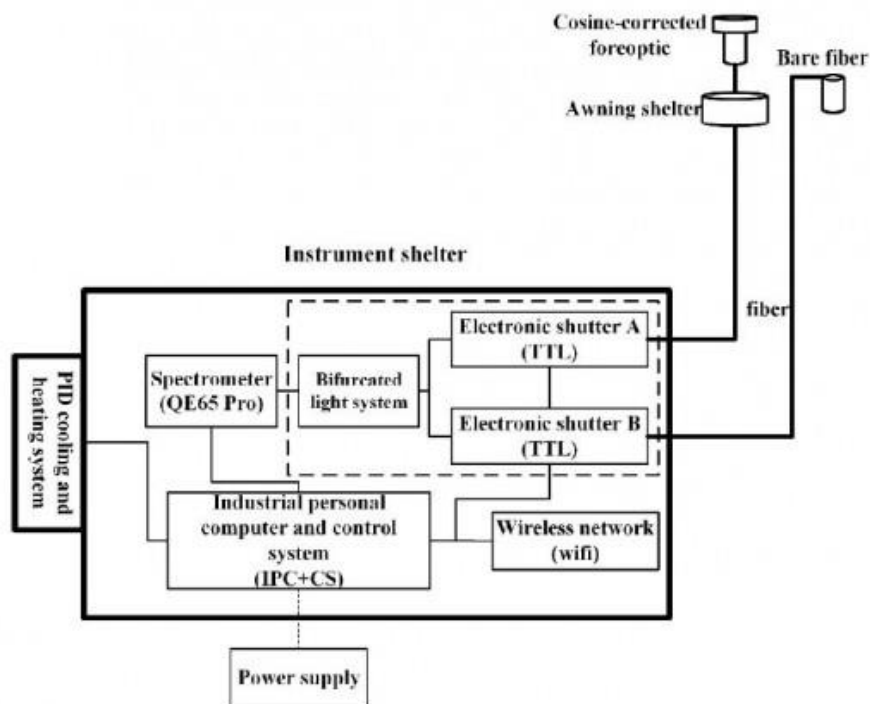 Cosine-corrected
foreoptic
Bare fiber
Awning shelter
Instrument shelter
fiber
Electronic shutter A
(TTL)
Spectrometer
(QE65 Pro)
Bifurcated
light system
PID cooling and
heating system
Electronic shutter B
(TTL)
Industrial personal
computer and control
system
(IPC+CS)
Wireless network
(wifi)
Power supply